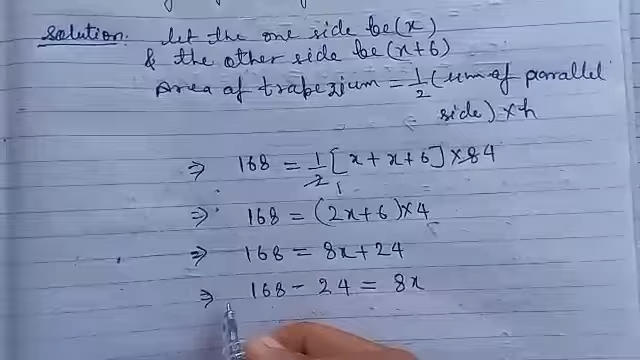 Solution. let the one side be (x)
& the other side be (x+6)
Area of trapezium = 1/2 (sum of parallel
side) × h
⇒ 168 = 1/2 [x + x + 6] × 8 4
⇒ 168 = (2x+6) × 4
⇒ 168 = 8x + 24
⇒ 168 - 24 = 8x